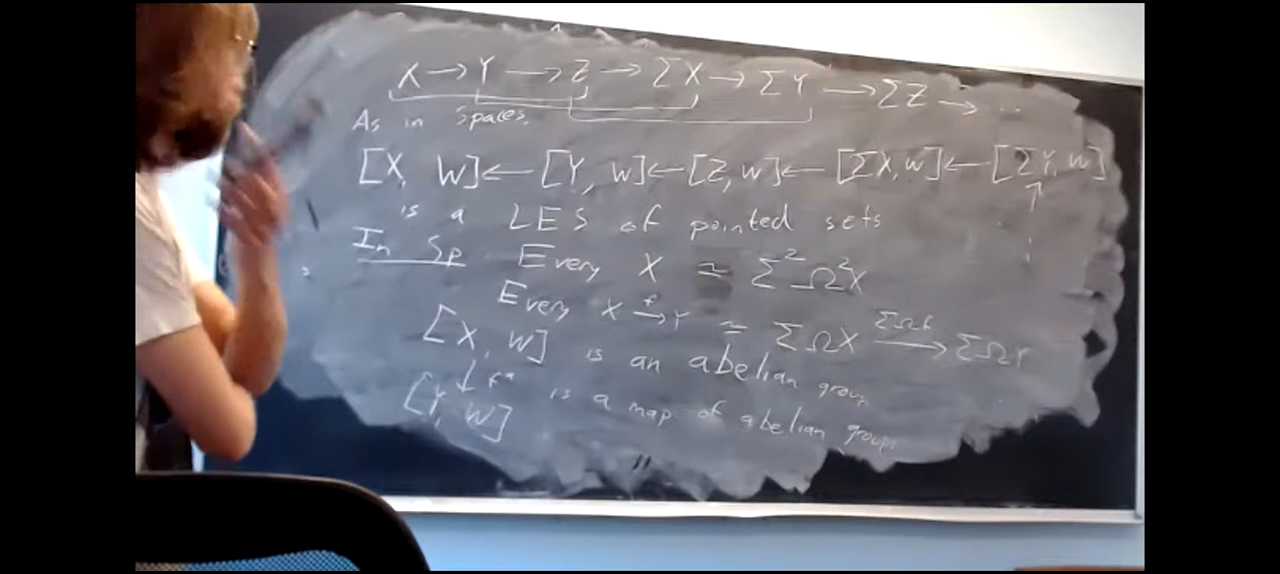 X → Y → Z → ΣX → ΣY → ΣZ → ...
As in Spaces.
[X, W] ← [Y, W] ← [Z, W] ← [ΣX, W] ← [ΣY, W]
is a LES of pointed sets
In Sp Every X ≃ Σ²Ω²X
Every X →f Y ≃ ΣΩX →ΣΩf ΣΩY
[X, W] is an abelian group
↓ f*
[Y, W] is a map of abelian groups